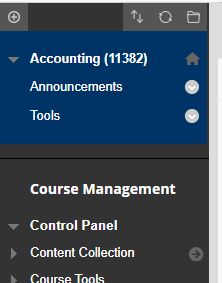 Accounting (11382)
Announcements
Tools
Course Management
Control Panel
Content Collection
Course Tools